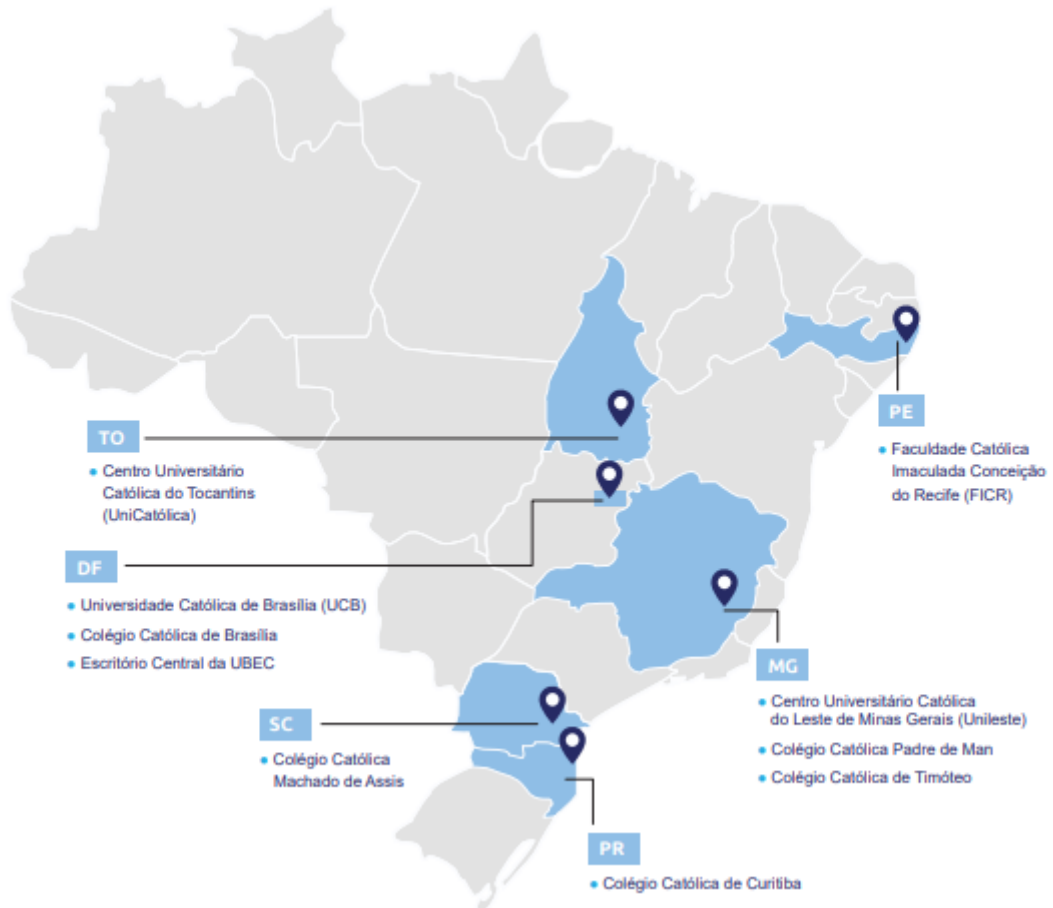 TO
• Centro Universitário
Católica do Tocantins
(UniCatólica)
PE
• Faculdade Católica
Imaculada Conceição
do Recife (FICR)
DF
• Universidade Católica de Brasília (UCB)
• Colégio Católica de Brasília
• Escritório Central da UBEC
MG
• Centro Universitário Católica
do Leste de Minas Gerais (Unileste)
• Colégio Católica Padre de Man
• Colégio Católica de Timóteo
SC
• Colégio Católica
Machado de Assis
PR
• Colégio Católica de Curitiba